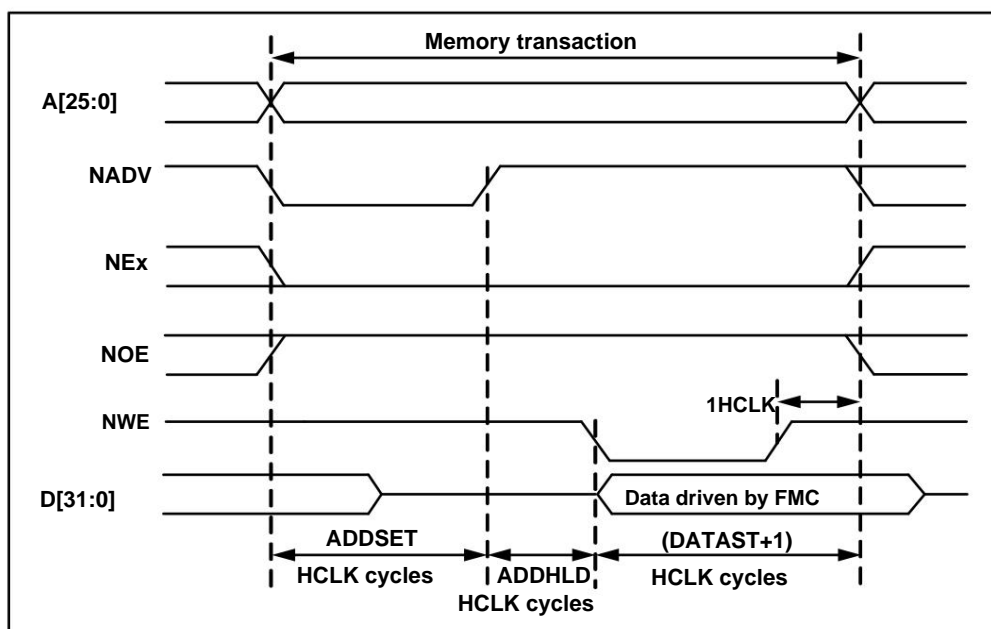 Memory transaction
A[25:0]
NADV
NEx
NOE
1HCLK
NWE
D[31:0]
Data driven by FMC
ADDSET
HCLK cycles
ADDHLD
HCLK cycles
(DATAST+1)
HCLK cycles